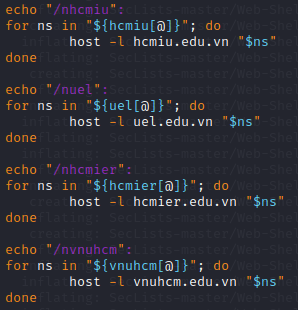 echo "/nhcmiu":
for ns in "${hcmiu[@]}"; do
host -l hcmiu.edu.vn "$ns"
done
echo "/nuel":
for ns in "${uel[@]}"; do
host -l uel.edu.vn "$ns"
done
echo "/nhcmier":
for ns in "${hcmier[@]}"; do
host -l hcmier.edu.vn "$ns"
done
echo "/nvnuhcm":
for ns in "${vnuhcm[@]}"; do
host -l vnuhcm.edu.vn "$ns"
done